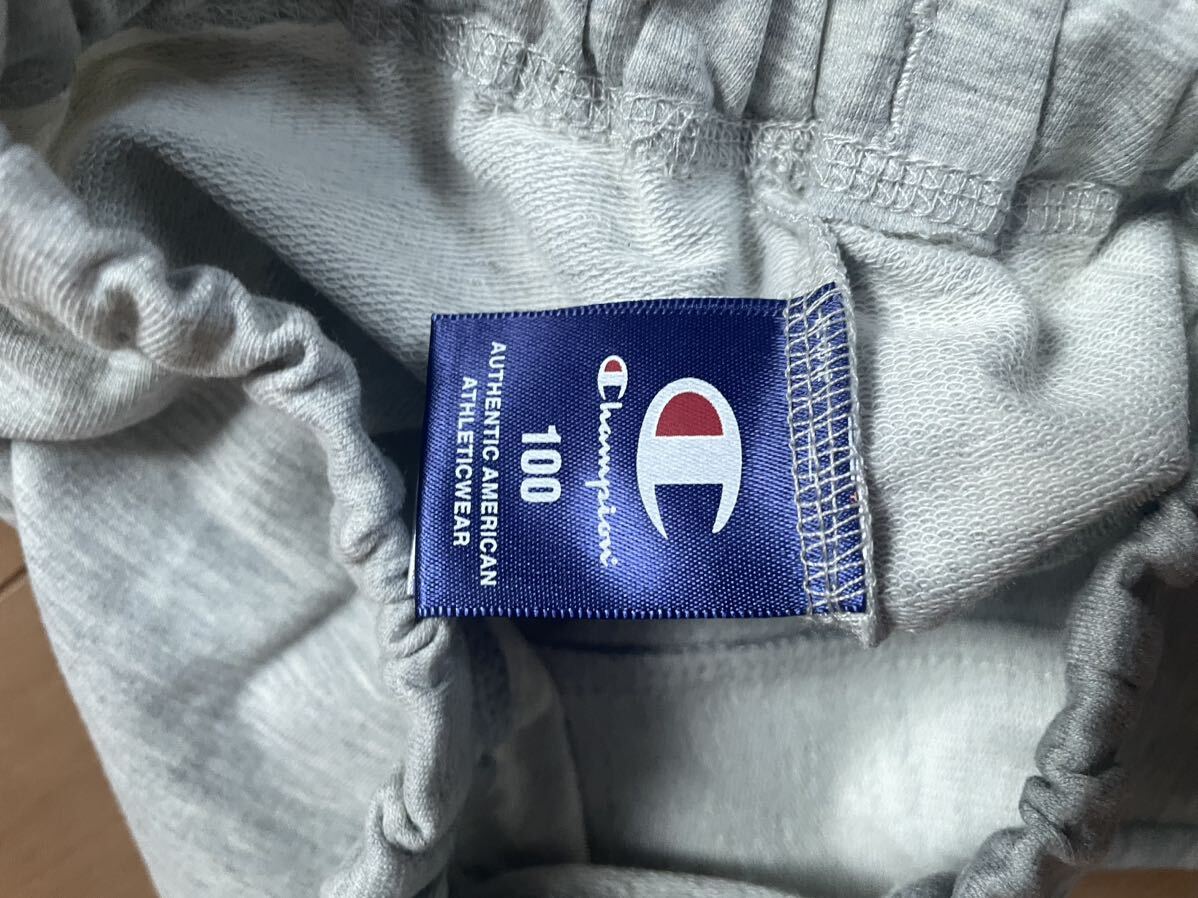 Champion
100
AUTHENTIC AMERICAN
ATHLETICWEAR